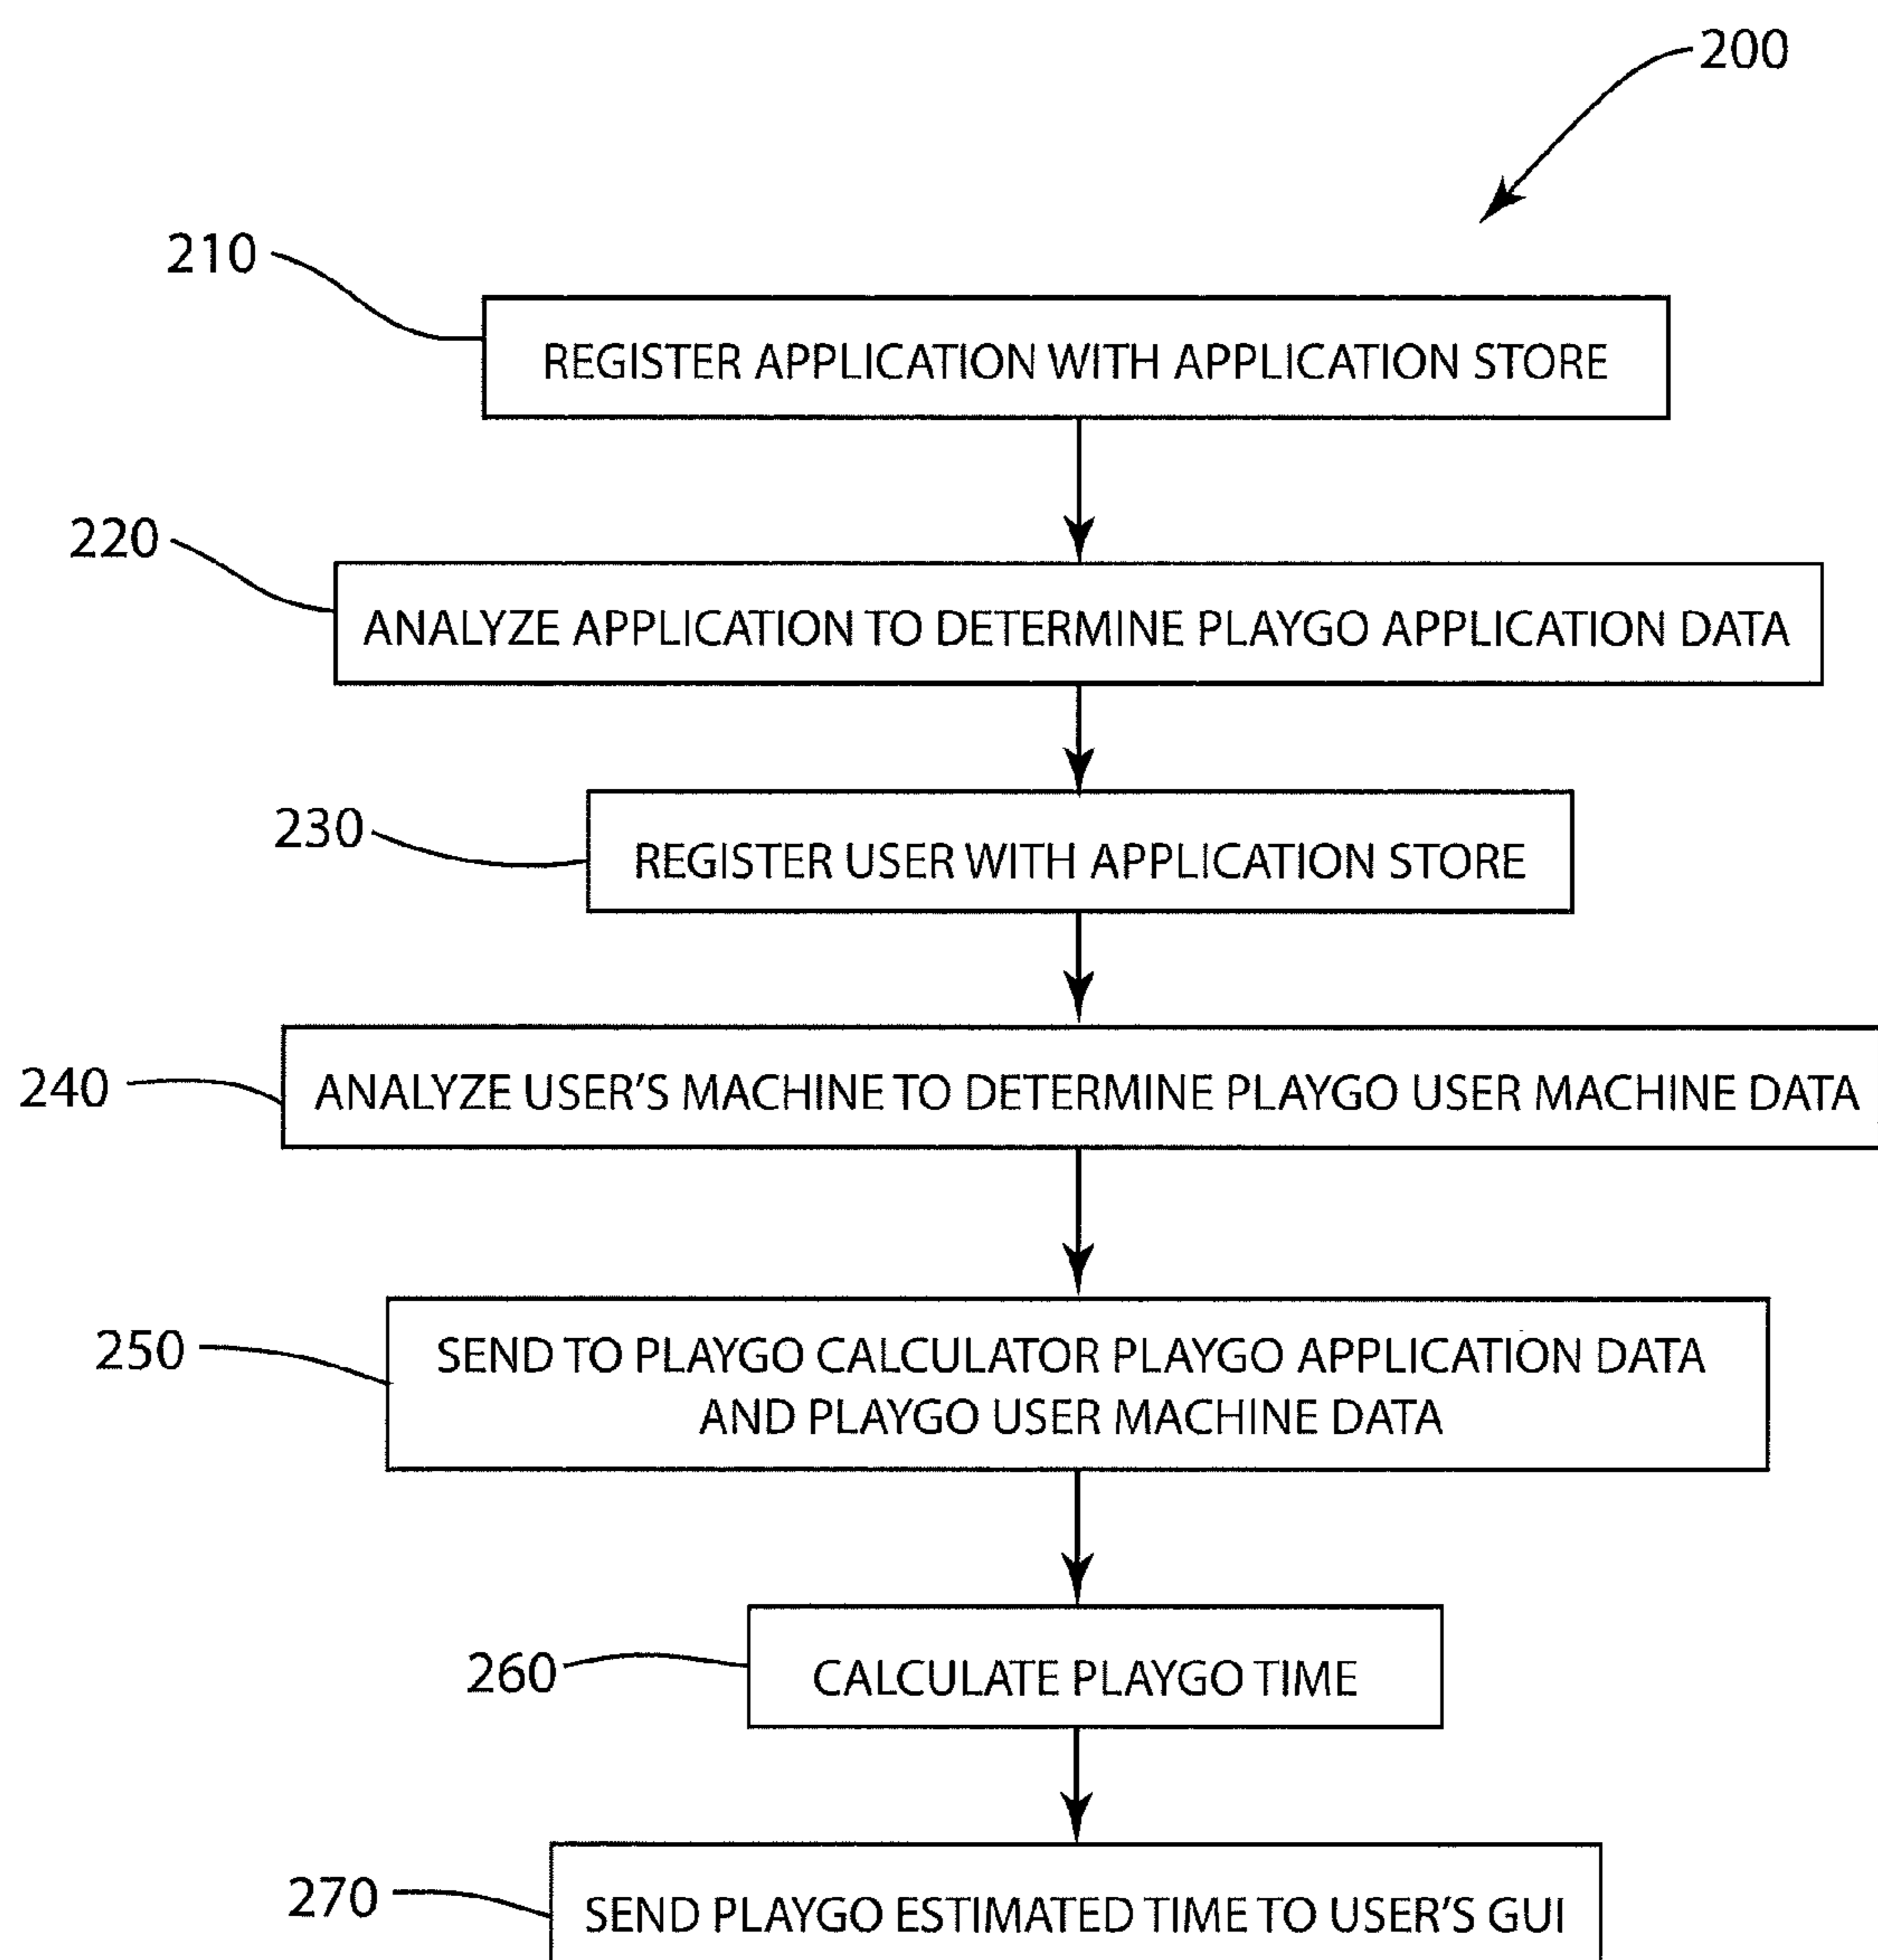 200
210
REGISTER APPLICATION WITH APPLICATION STORE
220
ANALYZE APPLICATION TO DETERMINE PLAYGO APPLICATION DATA
230
REGISTER USER WITH APPLICATION STORE
240
ANALYZE USER'S MACHINE TO DETERMINE PLAYGO USER MACHINE DATA
250
SEND TO PLAYGO CALCULATOR PLAYGO APPLICATION DATA
AND PLAYGO USER MACHINE DATA
260
CALCULATE PLAYGO TIME
270
SEND PLAYGO ESTIMATED TIME TO USER'S GUI